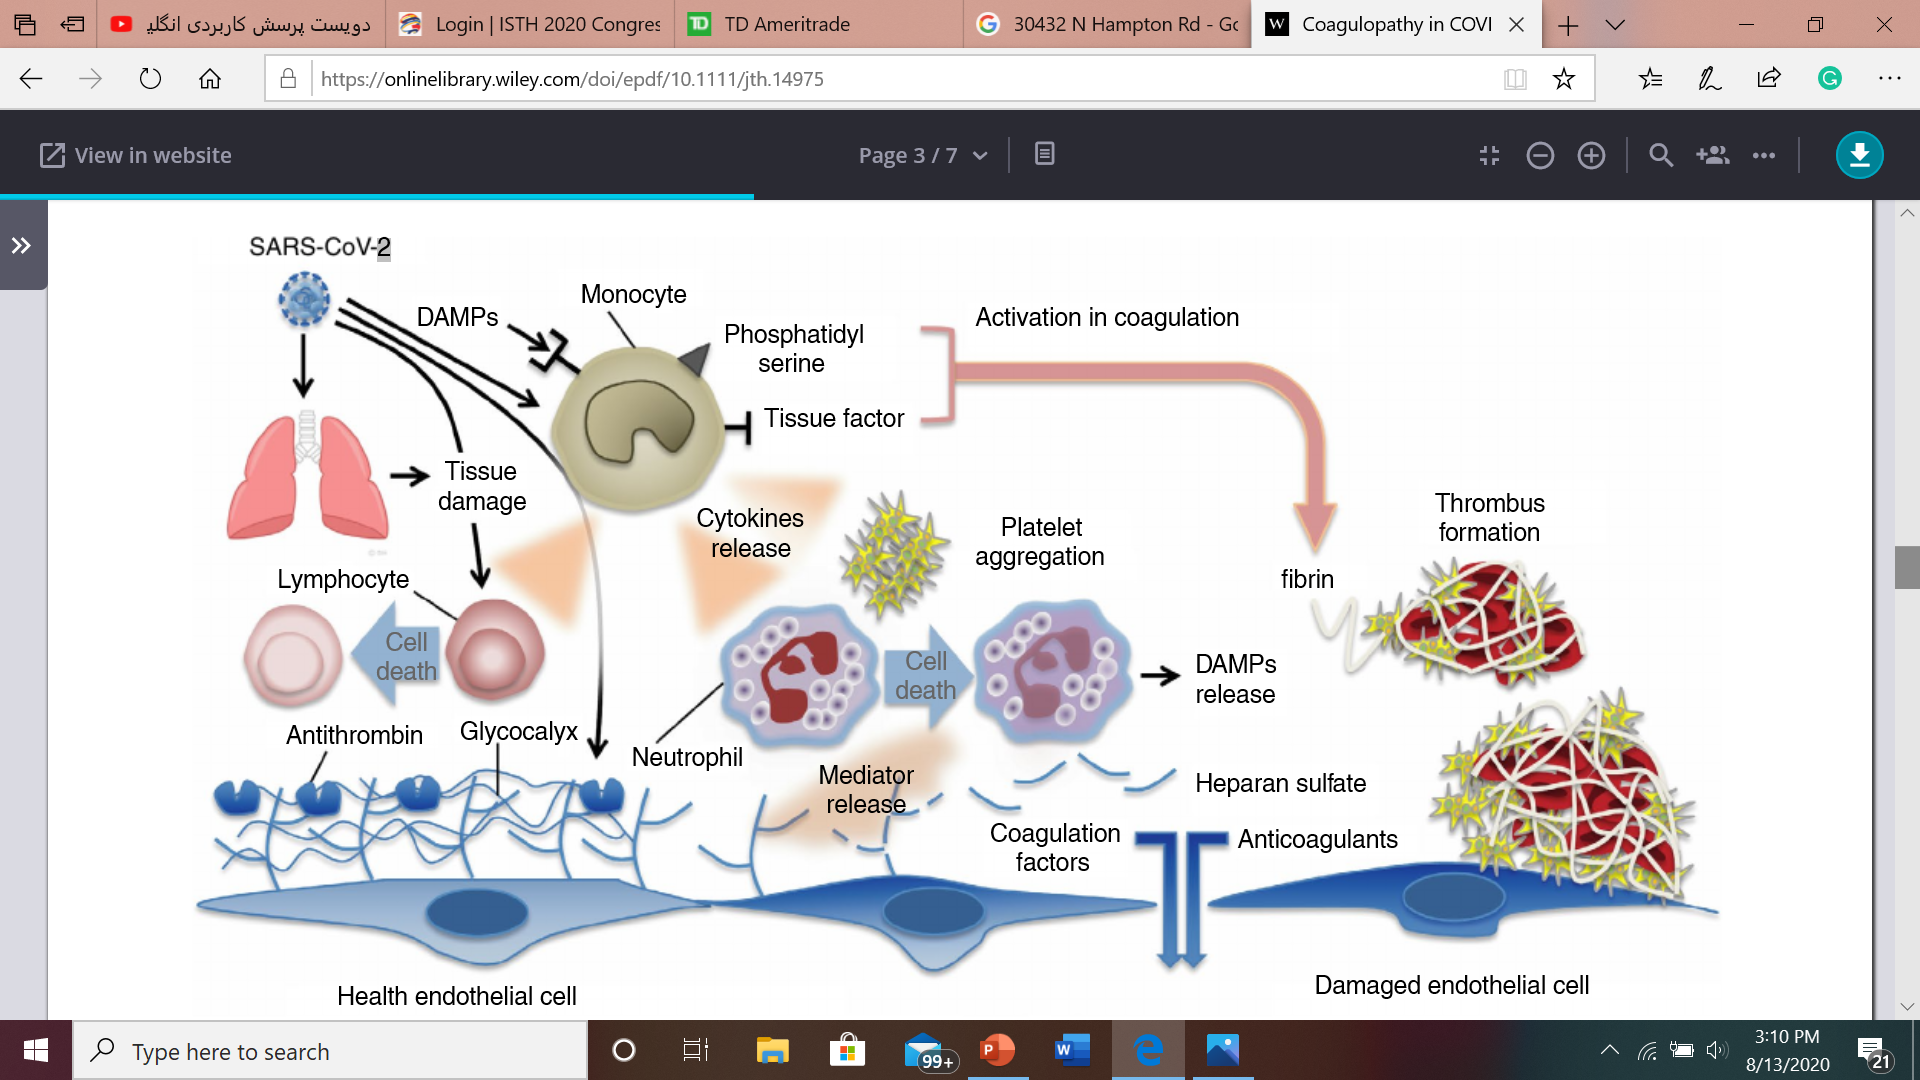 دویست پرسش کاربردی انگلی
Login | ISTH 2020 Congres
TD Ameritrade
30432 N Hampton Rd - Go
Coagulopathy in COVI
https://onlinelibrary.wiley.com/doi/epdf/10.1111/jth.14975
View in website
Page 3 / 7
SARS-CoV-2
DAMPs
Monocyte
Phosphatidyl
serine
Activation in coagulation
Tissue factor
Tissue
damage
Cytokines
release
Platelet
aggregation
Thrombus
formation
Lymphocyte
fibrin
Cell
death
Cell
death
DAMPs
release
Antithrombin
Glycocalyx
Neutrophil
Mediator
release
Heparan sulfate
Coagulation
factors
Anticoagulants
Health endothelial cell
Damaged endothelial cell
Type here to search
99+
3:10 PM
8/13/2020
21